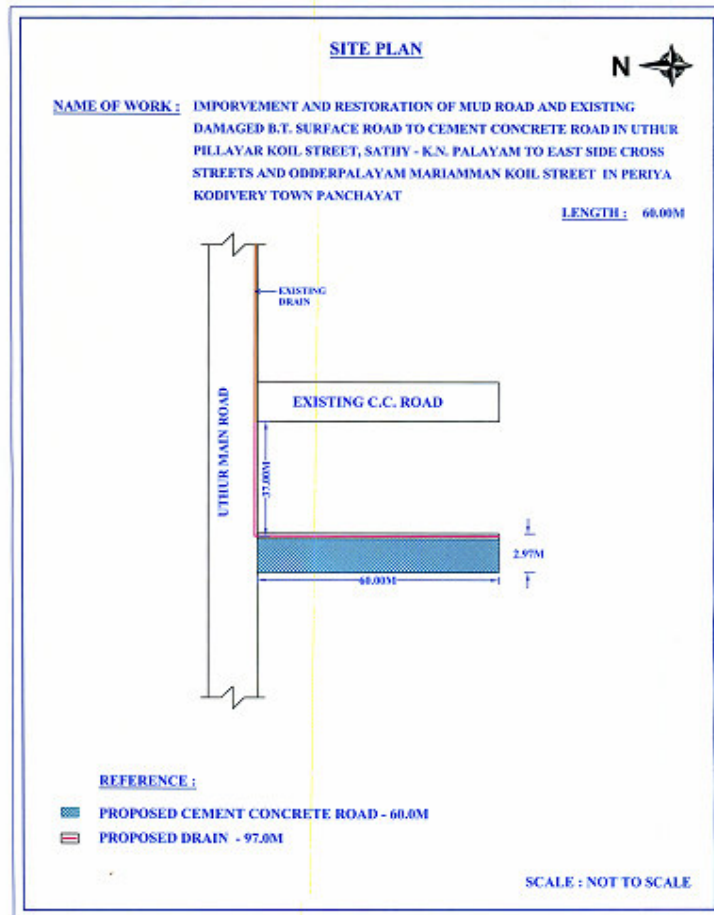 SITE PLAN
N
NAME OF WORK : IMPORVEMENT AND RESTORATION OF MUD ROAD AND EXISTING
DAMAGED B.T. SURFACE ROAD TO CEMENT CONCRETE ROAD IN UTHUR
PILLAYAR KOIL STREET, SATHY - K.N. PALAYAM TO EAST SIDE CROSS
STREETS AND ODDERPALAYAM MARIAMMAN KOIL STREET IN PERIYA
KODIVERY TOWN PANCHAYAT
LENGTH : 60.00M
EXISTING
DRAIN
UTHUR MAIN ROAD
EXISTING C.C. ROAD
37.00M
2.97M
60.00M
REFERENCE :
PROPOSED CEMENT CONCRETE ROAD - 60.0M
PROPOSED DRAIN - 97.0M
SCALE : NOT TO SCALE